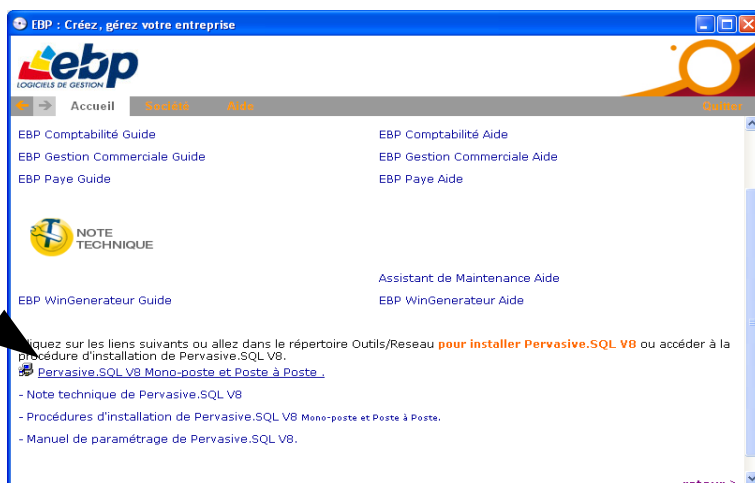 EBP : Créez, gérez votre entreprise
ebp
LOGICIELS DE GESTION
Accueil Société Aide Quitter
EBP Comptabilité Guide EBP Comptabilité Aide
EBP Gestion Commerciale Guide EBP Gestion Commerciale Aide
EBP Paye Guide EBP Paye Aide
NOTE
TECHNIQUE
Assistant de Maintenance Aide
EBP WinGenerateur Guide EBP WinGenerateur Aide
liquez sur les liens suivants ou allez dans le répertoire Outils/Reseau pour installer Pervasive.SQL V8 ou accéder à la
procédure d'installation de Pervasive.SQL V8.
Pervasive.SQL V8 Mono-poste et Poste à Poste .
- Note technique de Pervasive.SQL V8
- Procédures d'installation de Pervasive.SQL V8 Mono-poste et Poste à Poste.
- Manuel de paramétrage de Pervasive.SQL V8.